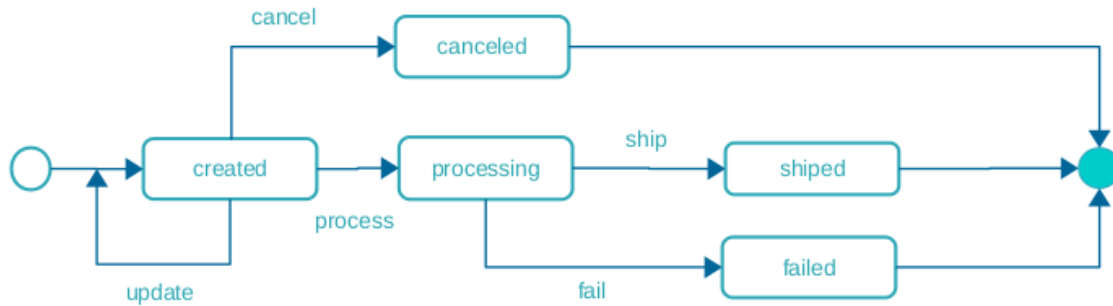 cancel
canceled
created
process
processing
ship
shiped
update
fail
failed